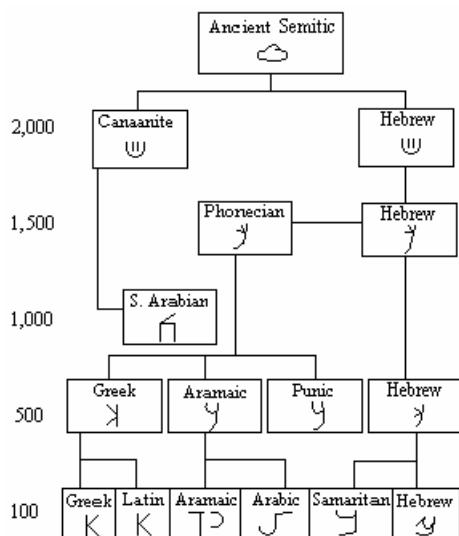 Ancient Semitic
2,000
Canaanite
Hebrew
1,500
Phonecian
Hebrew
1,000
S. Arabian
500
Greek
Aramaic
Punic
Hebrew
100
Greek
Latin
Aramaic
Arabic
Samaritan
Hebrew